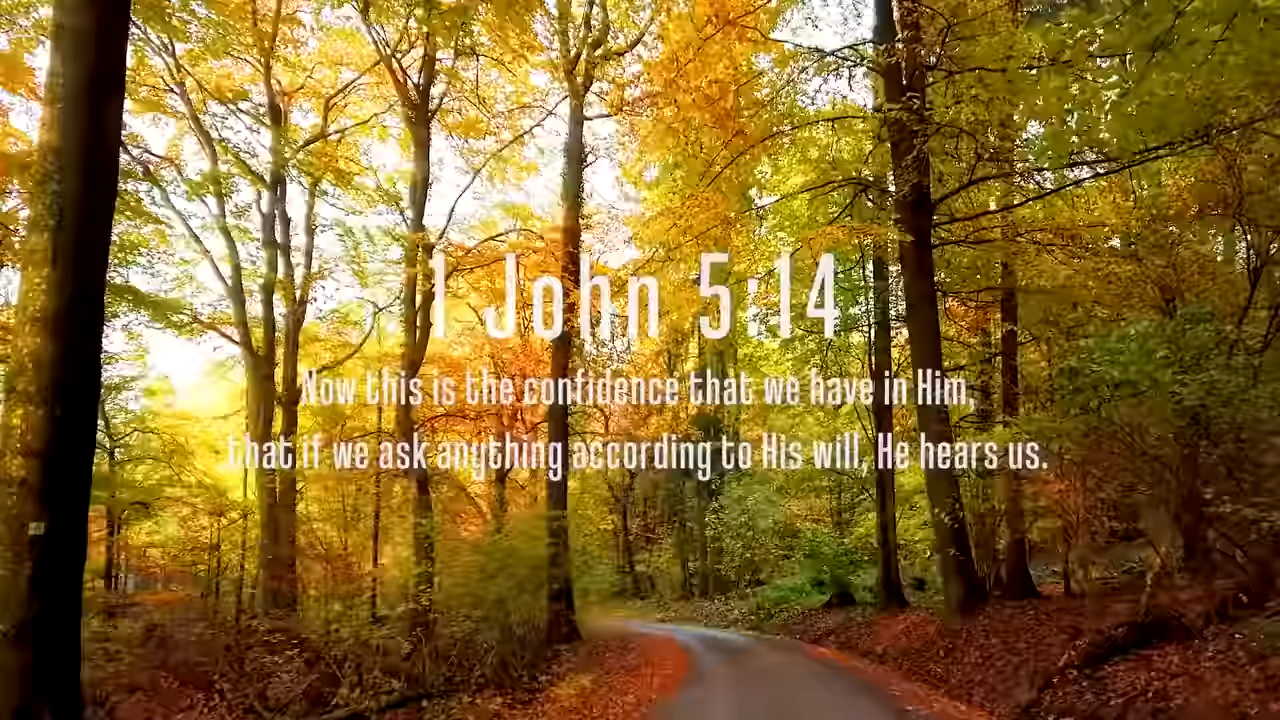 1 John 5:14
Now this is the confidence that we have in Him,
that if we ask anything according to His will, He hears us.